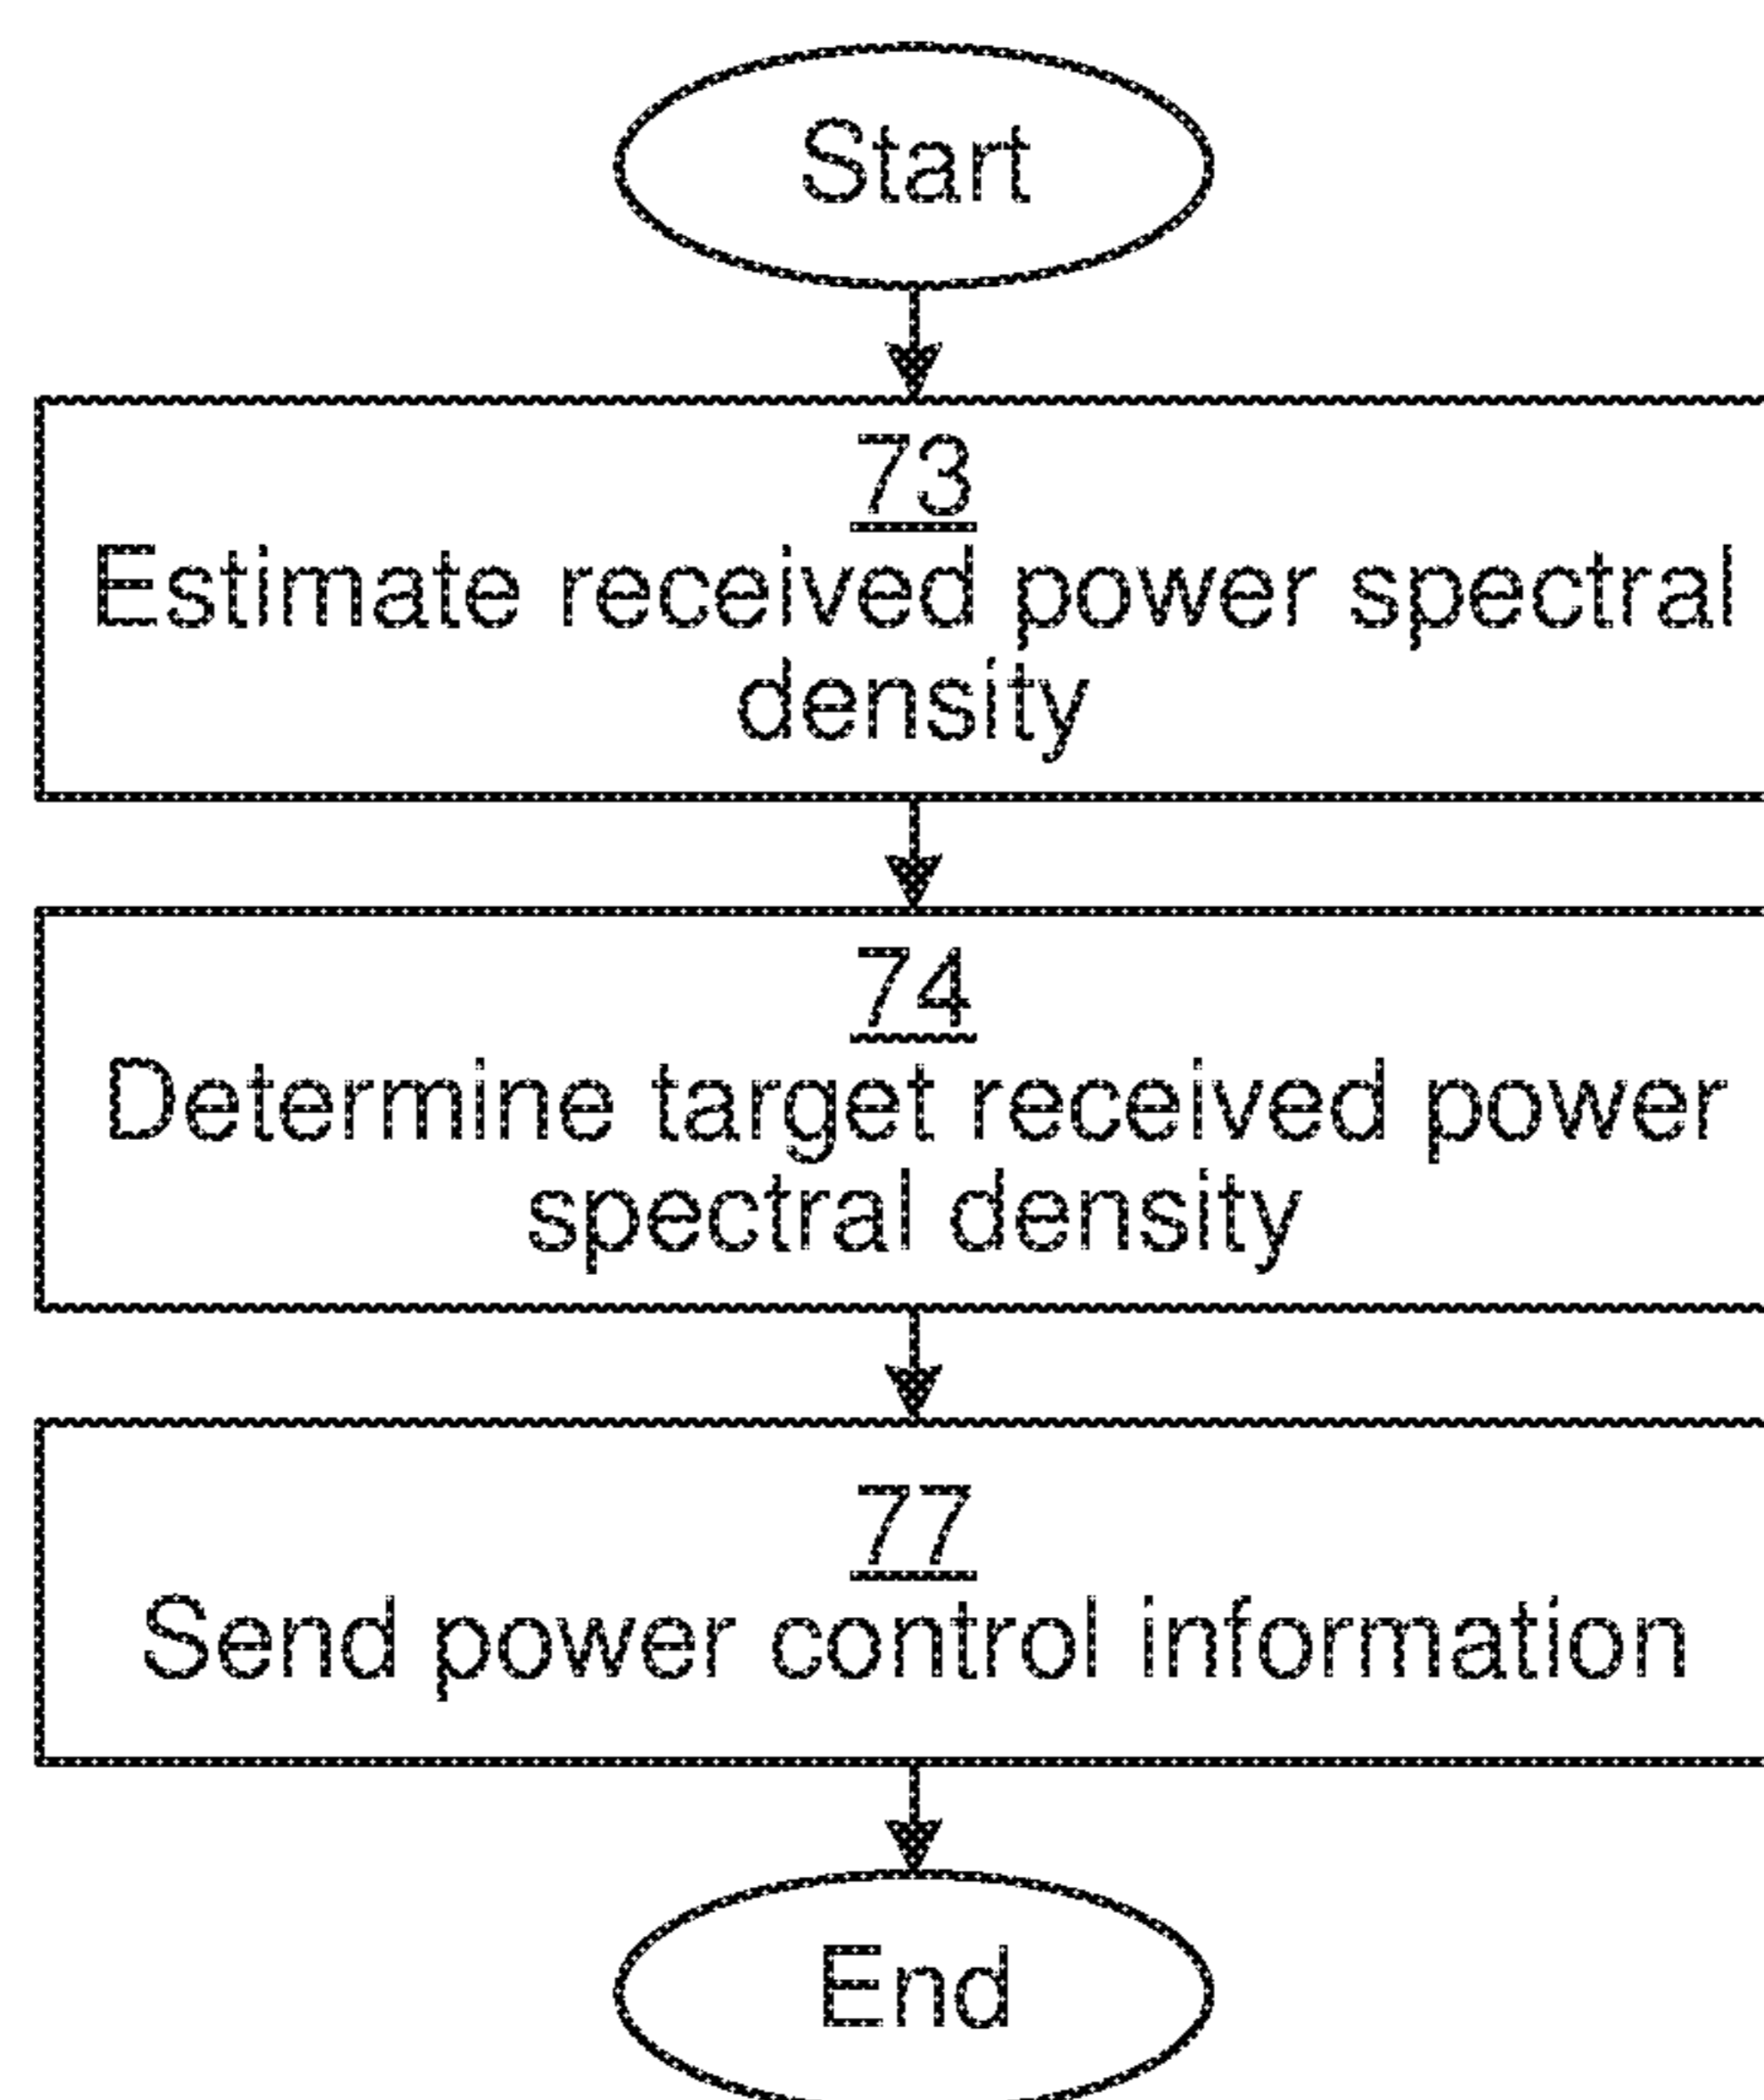 Start
73
Estimate received power spectral
density
74
Determine target received power
spectral density
77
Send power control information
End